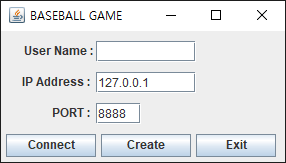 BASEBALL GAME
User Name :
IP Address : 127.0.0.1
PORT : 8888
Connect Create Exit